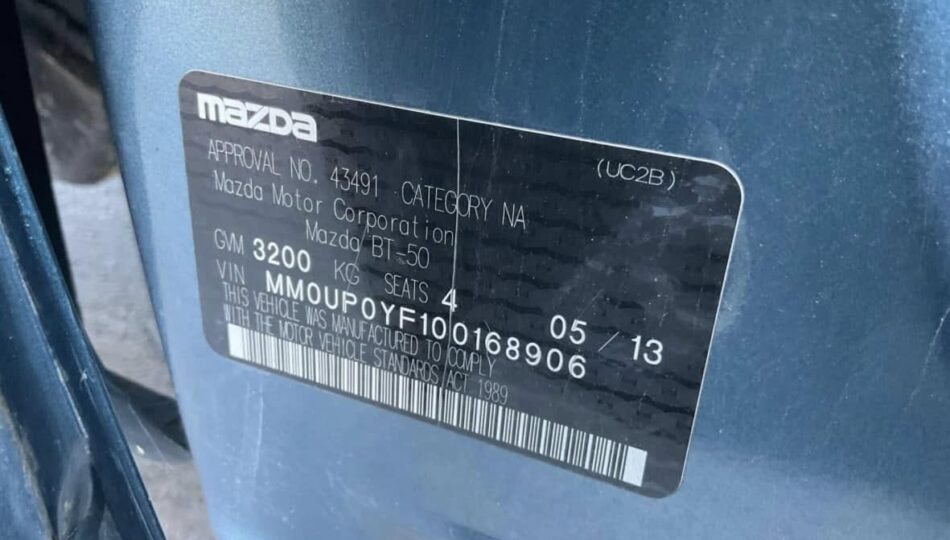 mazda
(UC2B)
APPROVAL NO. 43491 CATEGORY NA
Mazda Motor Corporation
Mazda BT-50
GVM 3200 KG SEATS 4 05 / 13
VIN MM0UP0YF100168906
THIS VEHICLE WAS MANUFACTURED TO COMPLY
WITH THE MOTOR VEHICLE STANDARDS ACT 1989